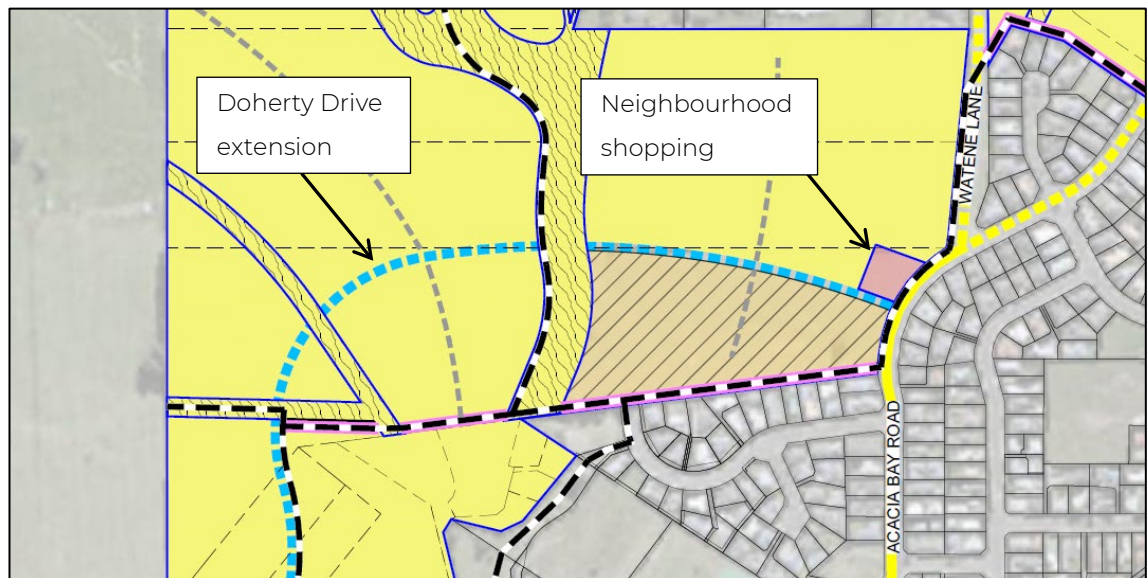 Doherty Drive
extension
Neighbourhood
shopping
WATENE LANE
ACACIA BAY ROAD